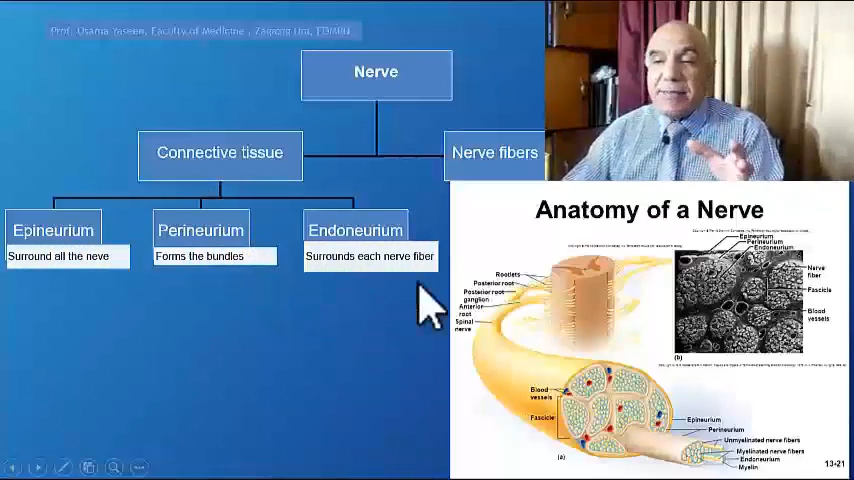 Prof. Osama Yaseen, Faculty of Medicine , Zagazig Uni,
Nerve
Connective tissue
Nerve fibers
Epineurium
Perineurium
Endoneurium
Surround all the neve
Forms the bundles
Surrounds each nerve fiber
Anatomy of a Nerve
Rootlets
Posterior root
Posterior root
ganglion
Anterior
root
Spinal
nerve
Epineurium
Perineurium
Endoneurium
Nerve
fiber
Fascicle
Blood
vessels
(b)
Blood
vessels
Fascicle
Epineurium
Perineurium
Unmyelinated nerve fibers
Myelinated nerve fibers
Endoneurium
Myelin
(a)
13-21